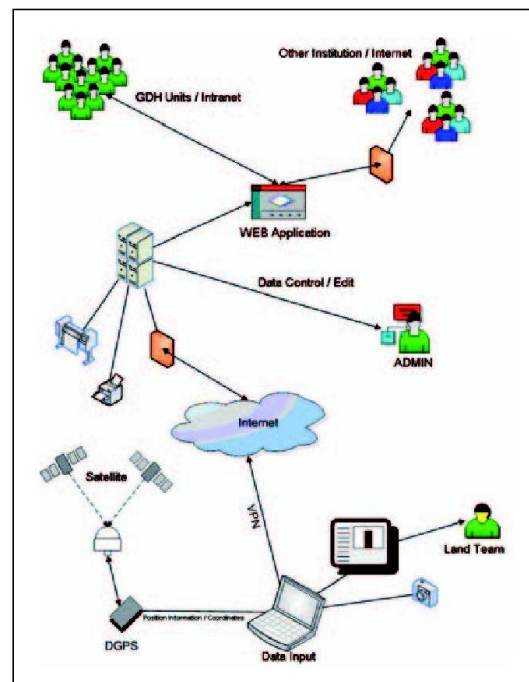 Other Institution / Internet
GDH Units / Intranet
WEB Application
Data Control / Edit
ADMIN
Internet
Satellite
VPN
Land Team
Position Information / Coordinates
DGPS
Data Input